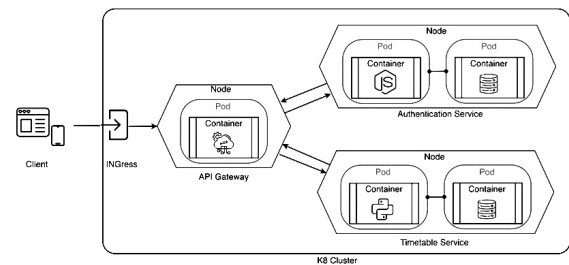 Node
Pod
Pod
Container
Container
JS
Authentication Service
Node
Pod
Container
API Gateway
Client
INGress
Node
Pod
Pod
Container
Container
Timetable Service
K8 Cluster